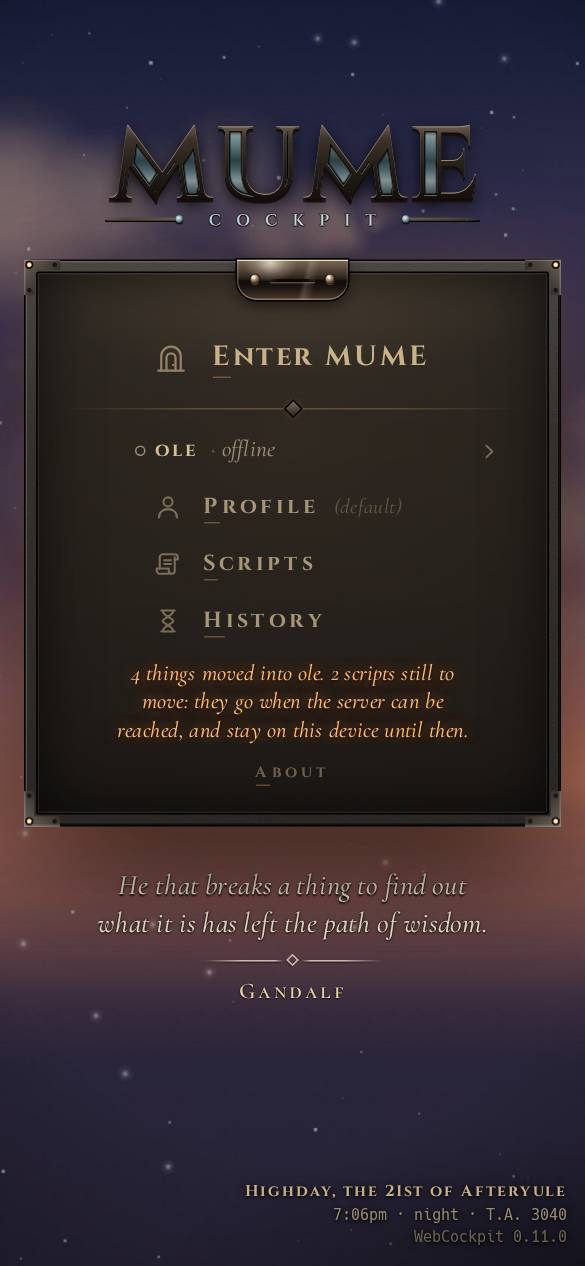 MUME
COCKPIT
Enter MUME
OLE · offline
Profile (default)
Scripts
History
4 things moved into ole. 2 scripts still to
move: they go when the server can be
reached, and stay on this device until then.
About
He that breaks a thing to find out
what it is has left the path of wisdom.
Gandalf
Highday, the 21st of Afteryule
7:06pm · night · T.A. 3040
WebCockpit 0.11.0